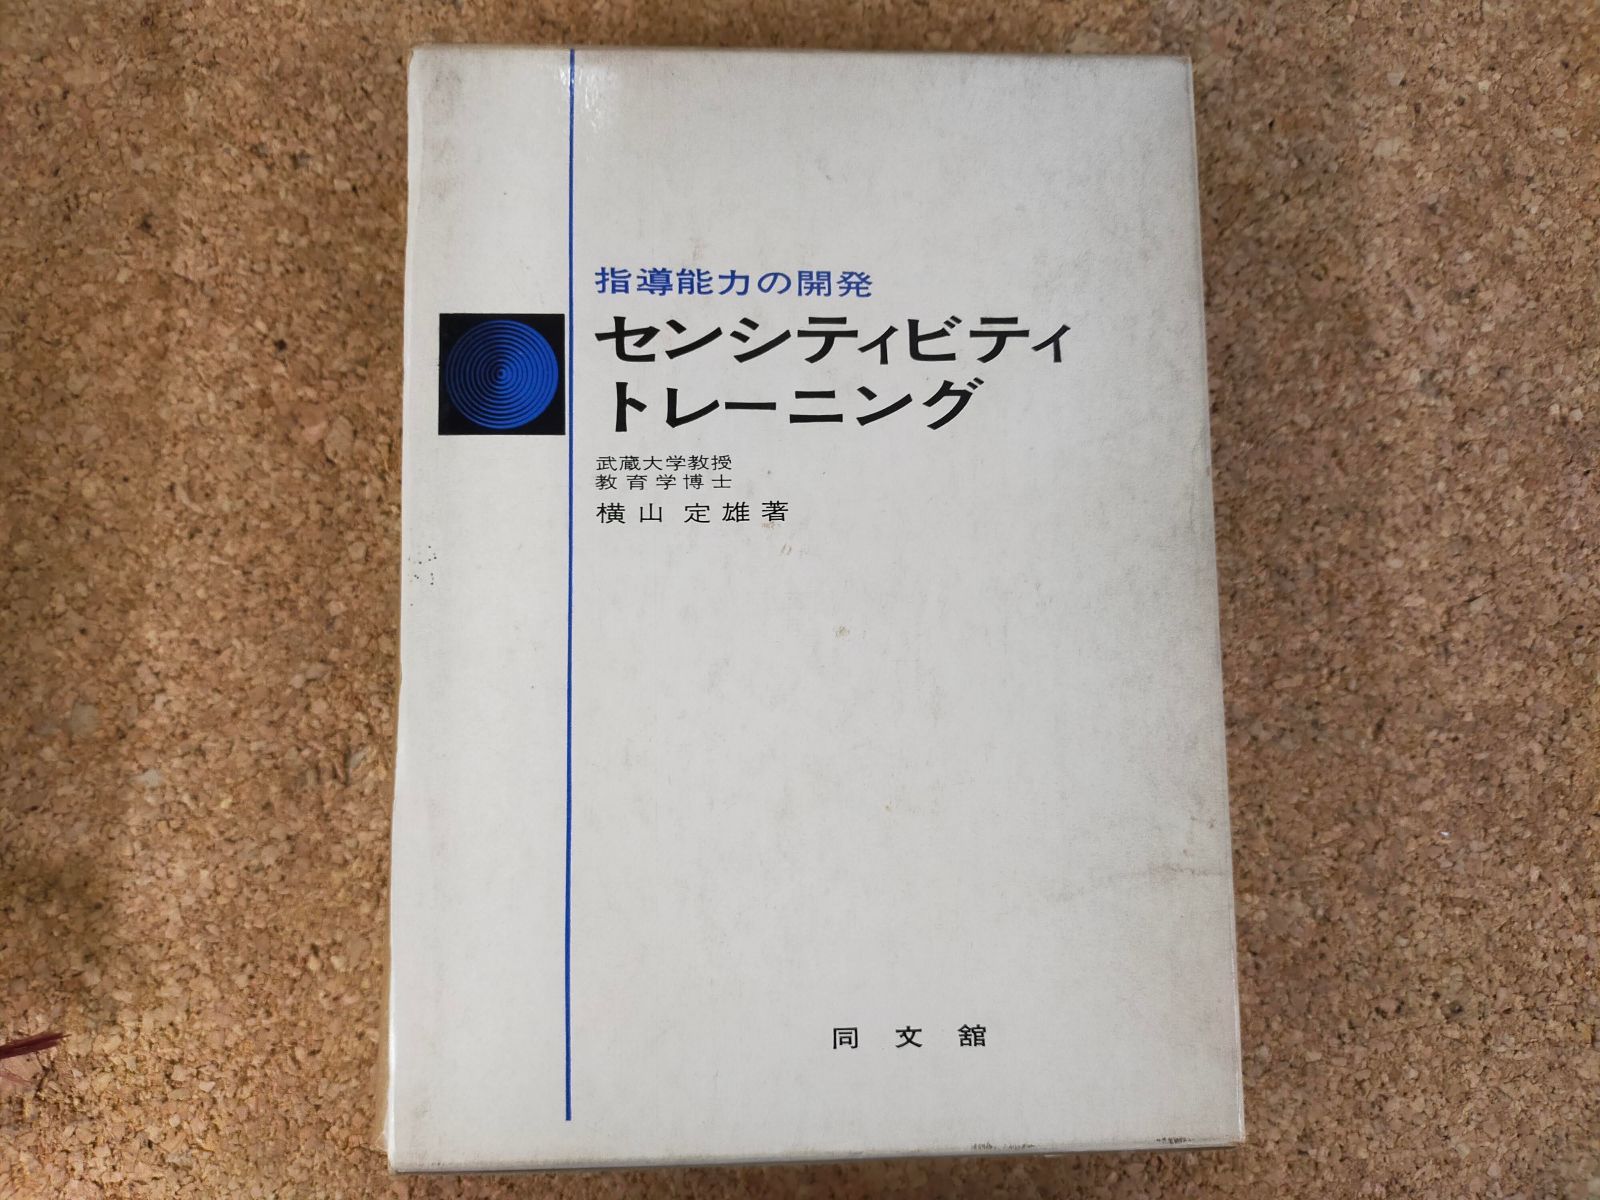 指導能力の開発
センシティビティ
トレーニング
武蔵大学教授
教育学博士
横山 定雄著
同文舘